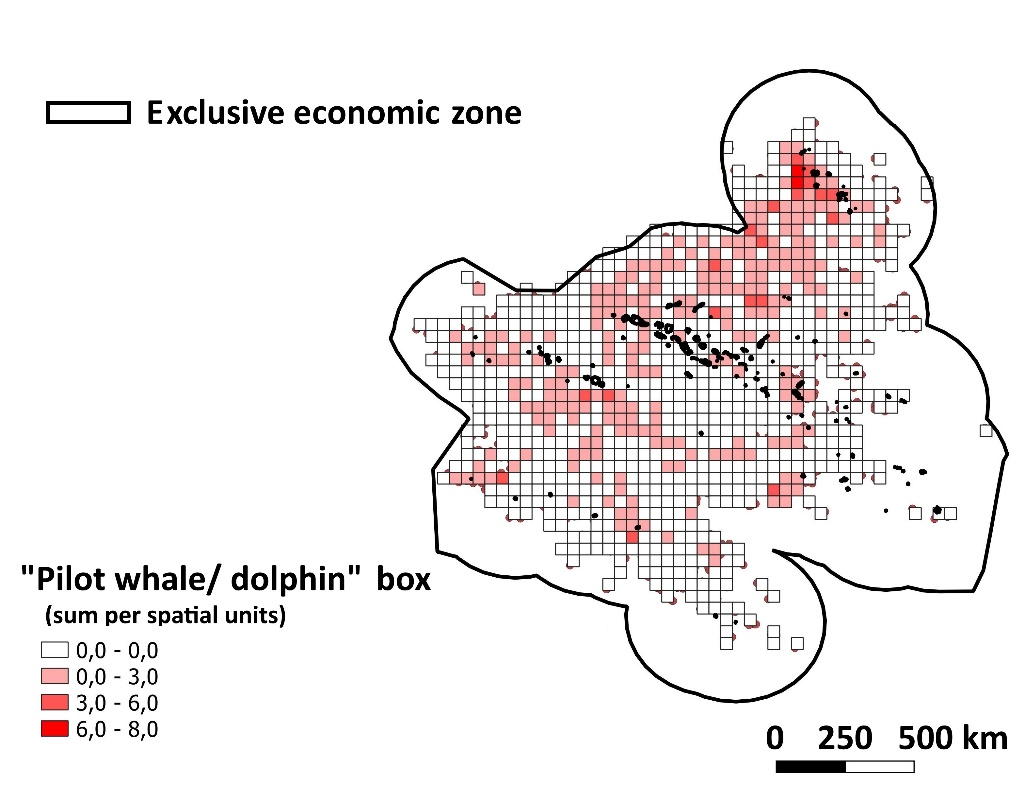 Exclusive economic zone
"Pilot whale/ dolphin" box
(sum per spatial units)
0,0 - 0,0
0,0 - 3,0
3,0 - 6,0
6,0 - 8,0
0 250 500 km